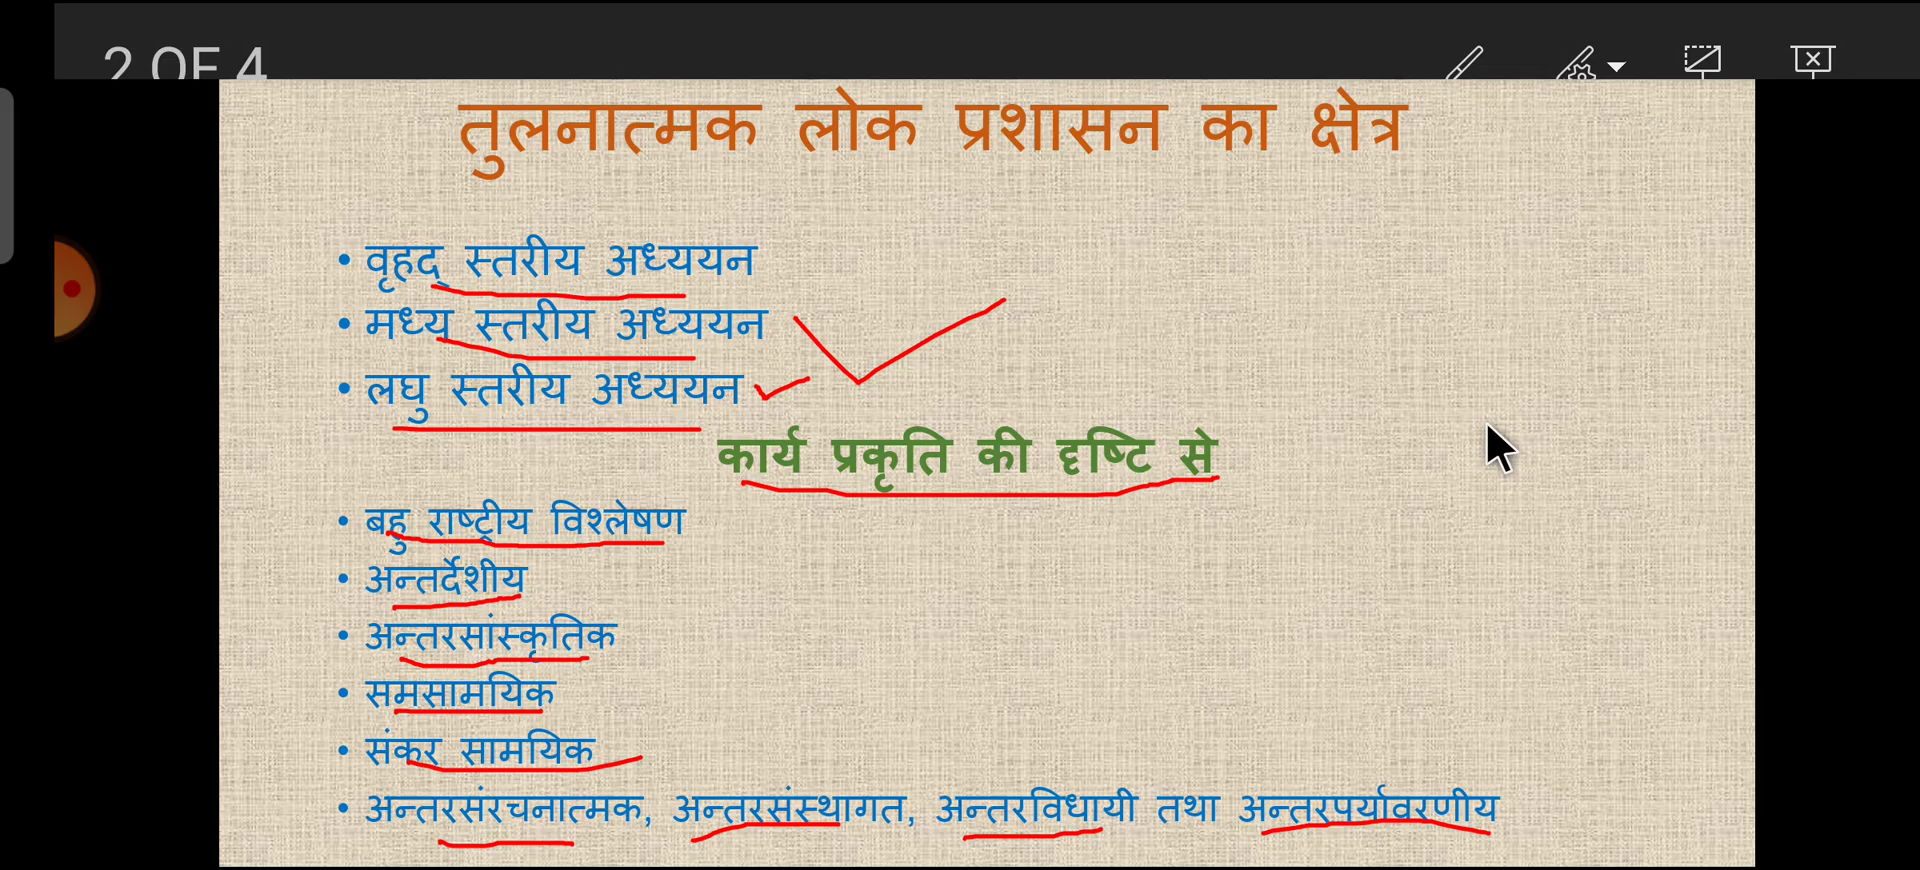 2 OF 4
तुलनात्मक लोक प्रशासन का क्षेत्र
• वृहद् स्तरीय अध्ययन
• मध्य स्तरीय अध्ययन
• लघु स्तरीय अध्ययन
कार्य प्रकृति की दृष्टि से
• बहु राष्ट्रीय विश्लेषण
• अन्तर्देशीय
• अन्तरसांस्कृतिक
• समसामयिक
• संकर सामयिक
• अन्तरसंरचनात्मक, अन्तरसंस्थागत, अन्तरविधायी तथा अन्तरपर्यावरणीय